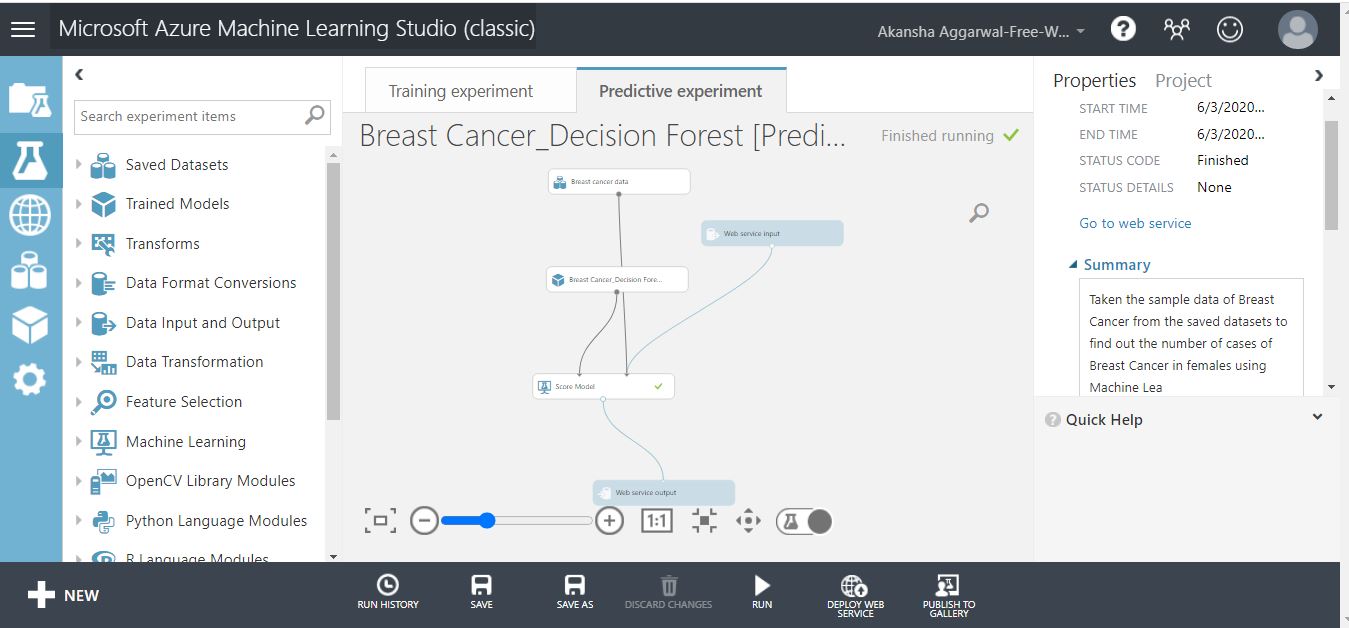 Microsoft Azure Machine Learning Studio (classic)
Akansha Aggarwal-Free-W...
?
Search experiment items
Saved Datasets
Trained Models
Transforms
Data Format Conversions
Data Input and Output
Data Transformation
Feature Selection
Machine Learning
OpenCV Library Modules
Python Language Modules
R Language Modules
Training experiment
Predictive experiment
Breast Cancer_Decision Forest [Predi...
Finished running
Breast cancer data
Web service input
Breast Cancer_Decision Fore...
Score Model
Web service output
1:1
Properties
Project
START TIME 6/3/2020...
END TIME 6/3/2020...
STATUS CODE Finished
STATUS DETAILS None
Go to web service
Summary
Taken the sample data of Breast
Cancer from the saved datasets to
find out the number of cases of
Breast Cancer in females using
Machine Lea
? Quick Help
NEW
RUN HISTORY
SAVE
SAVE AS
DISCARD CHANGES
RUN
DEPLOY WEB
SERVICE
PUBLISH TO
GALLERY